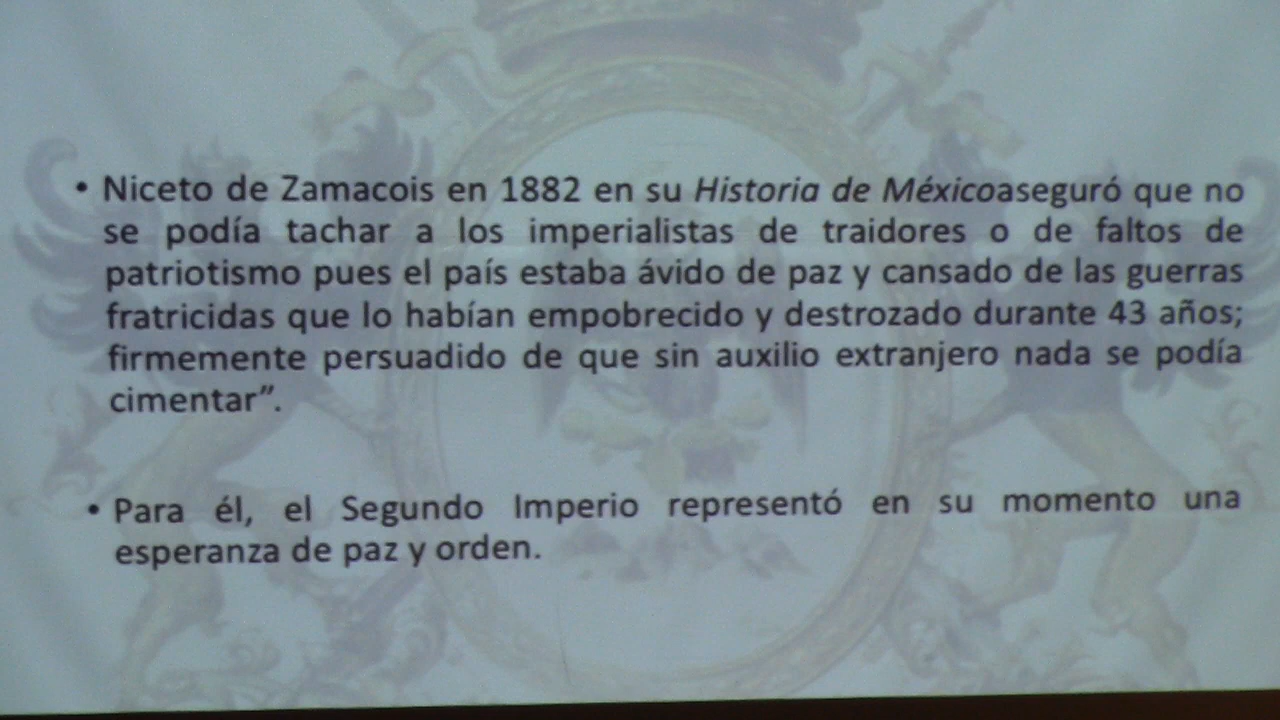 • Niceto de Zamacois en 1882 en su Historia de Méxicoaseguró que no
se podía tachar a los imperialistas de traidores o de faltos de
patriotismo pues el país estaba ávido de paz y cansado de las guerras
fratricidas que lo habían empobrecido y destrozado durante 43 años;
firmemente persuadido de que sin auxilio extranjero nada se podía
cimentar”.
• Para él, el Segundo Imperio representó en su momento una
esperanza de paz y orden.